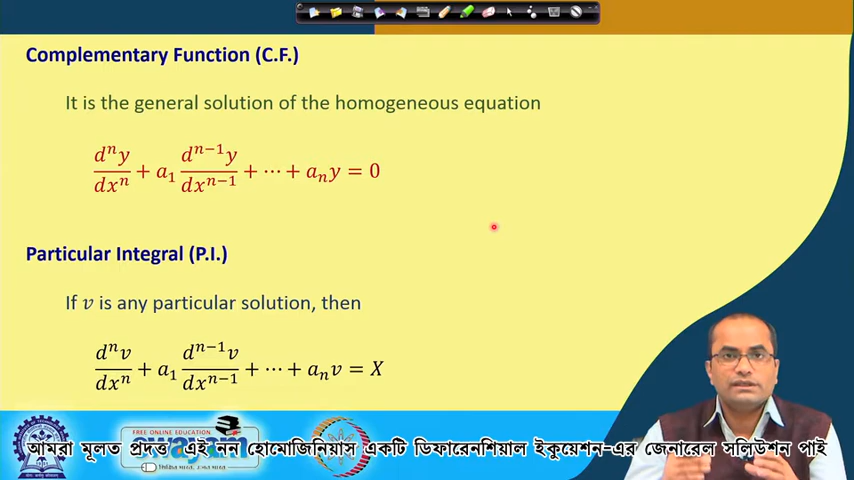 Complementary Function (C.F.)
It is the general solution of the homogeneous equation
dⁿy/dxⁿ + a₁ dⁿ⁻¹y/dxⁿ⁻¹ + ⋯ + aₙy = 0
Particular Integral (P.I.)
If v is any particular solution, then
dⁿv/dxⁿ + a₁ dⁿ⁻¹v/dxⁿ⁻¹ + ⋯ + aₙv = X
FREE ONLINE EDUCATION
swayam
আমরা মূলত প্রদত্ত এই নন হোমোজিনিয়াস একটি ডিফারেনশিয়াল ইকুয়েশন-এর জেনারেল সলিউশন পাই